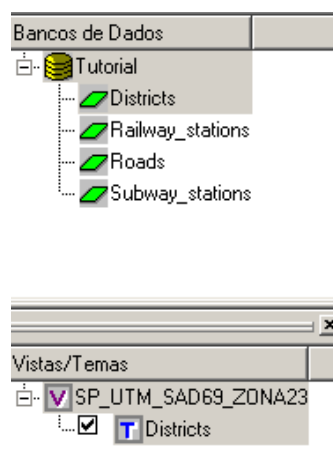 Bancos de Dados
Tutorial
Districts
Railway_stations
Roads
Subway_stations
Vistas/Temas
V SP_UTM_SAD69_ZONA23
T Districts